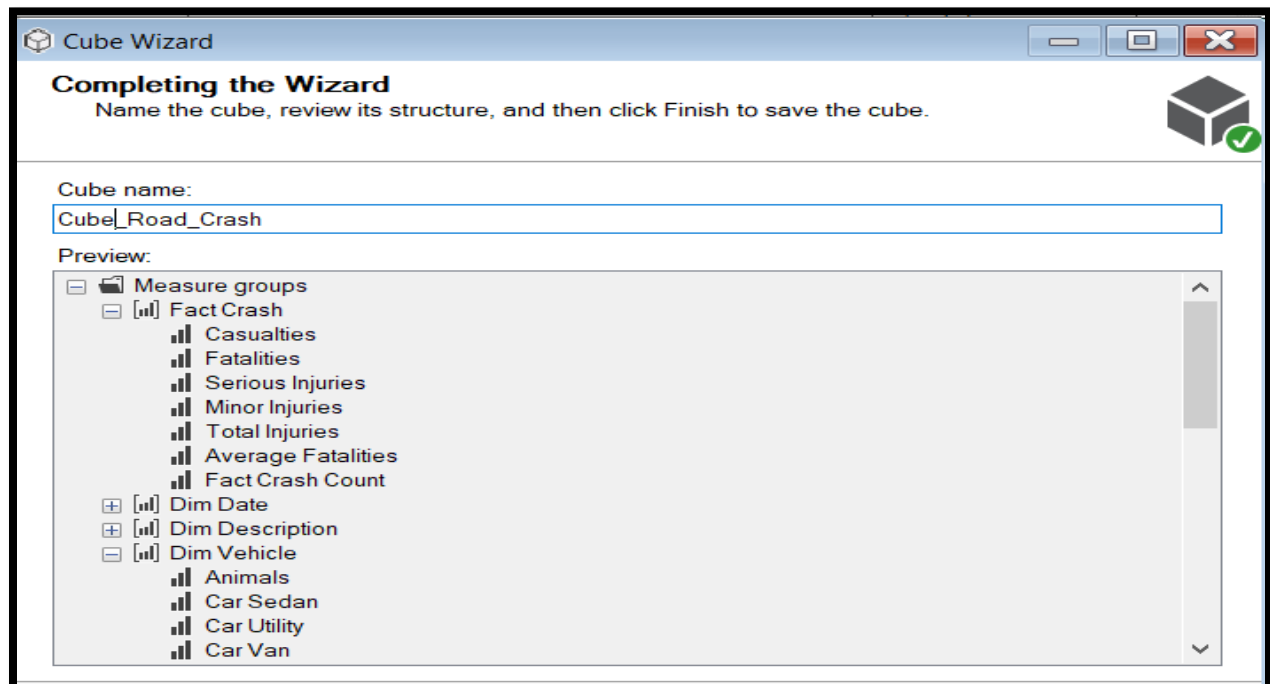 Cube Wizard
Completing the Wizard
Name the cube, review its structure, and then click Finish to save the cube.
Cube name:
Cube_Road_Crash
Preview:
Measure groups
Fact Crash
Casualties
Fatalities
Serious Injuries
Minor Injuries
Total Injuries
Average Fatalities
Fact Crash Count
Dim Date
Dim Description
Dim Vehicle
Animals
Car Sedan
Car Utility
Car Van